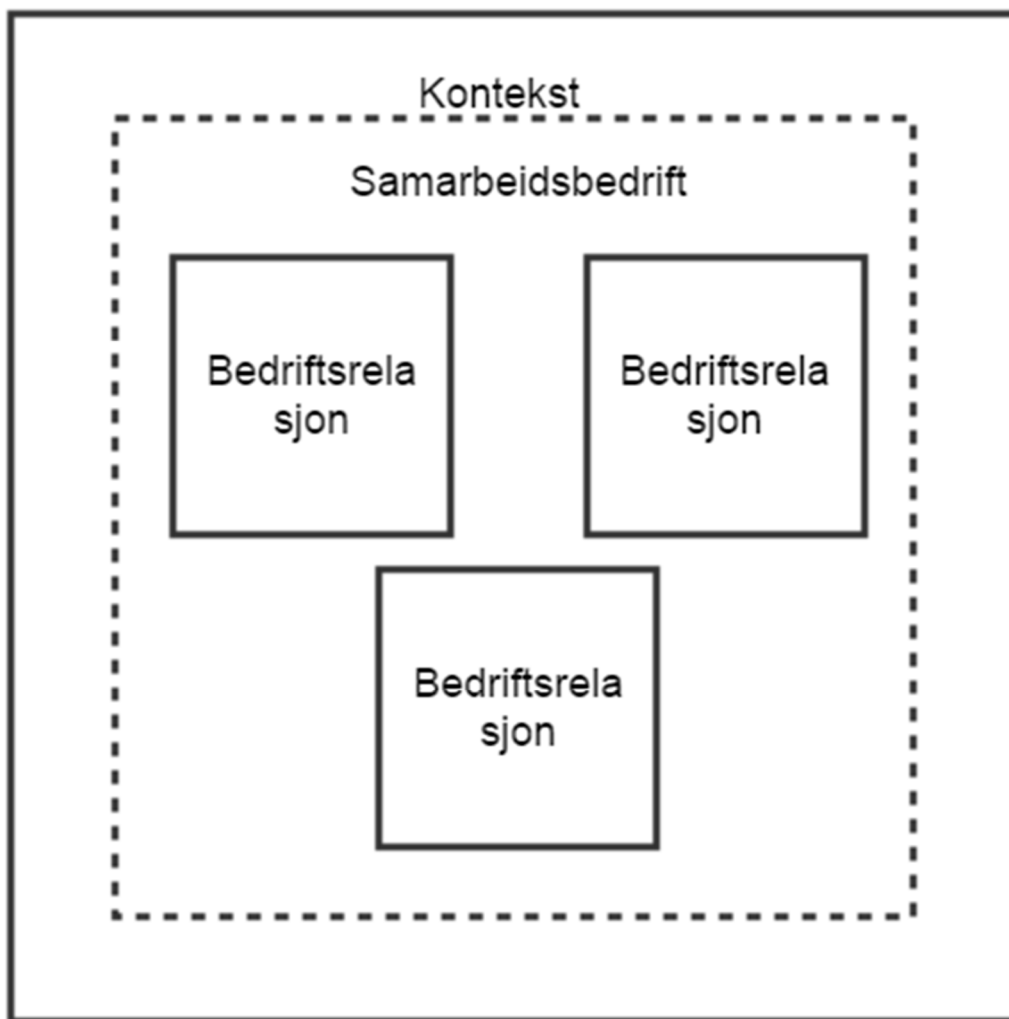 Kontekst
Samarbeidsbedrift
Bedriftsrela
sjon
Bedriftsrela
sjon
Bedriftsrela
sjon